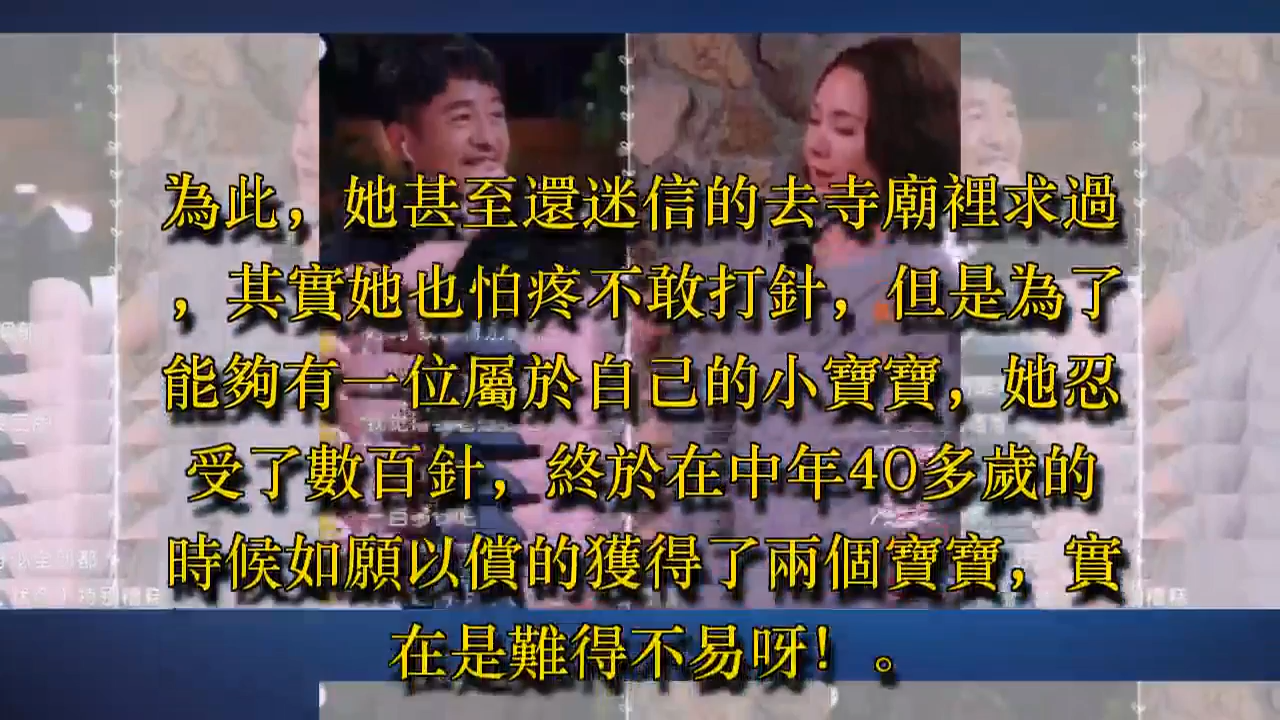 為此，她甚至還迷信的去寺廟裡求過
，其實她也怕疼不敢打針，但是為了
能夠有一位屬於自己的小寶寶，她忍
受了數百針，終於在中年40多歲的
時候如願以償的獲得了兩個寶寶，實
在是難得不易呀！。